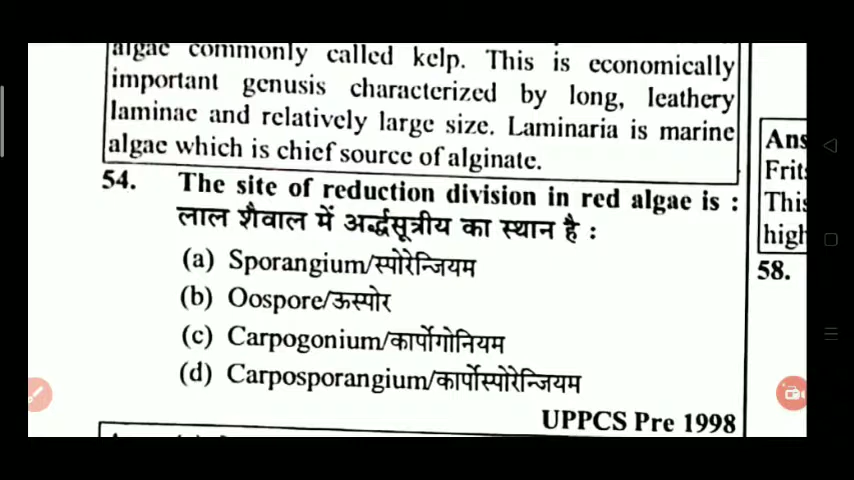 algae commonly called kelp. This is economically
important genusis characterized by long, leathery
laminae and relatively large size. Laminaria is marine
algae which is chief source of alginate.
54. The site of reduction division in red algae is :
लाल शैवाल में अर्द्धसूत्रीय का स्थान है :
(a) Sporangium/स्पोरेन्जियम
(b) Oospore/ऊस्पोर
(c) Carpogonium/कार्पोगोनियम
(d) Carposporangium/कार्पोस्पोरेन्जियम
UPPCS Pre 1998
Ans
Frits
This
high
58.